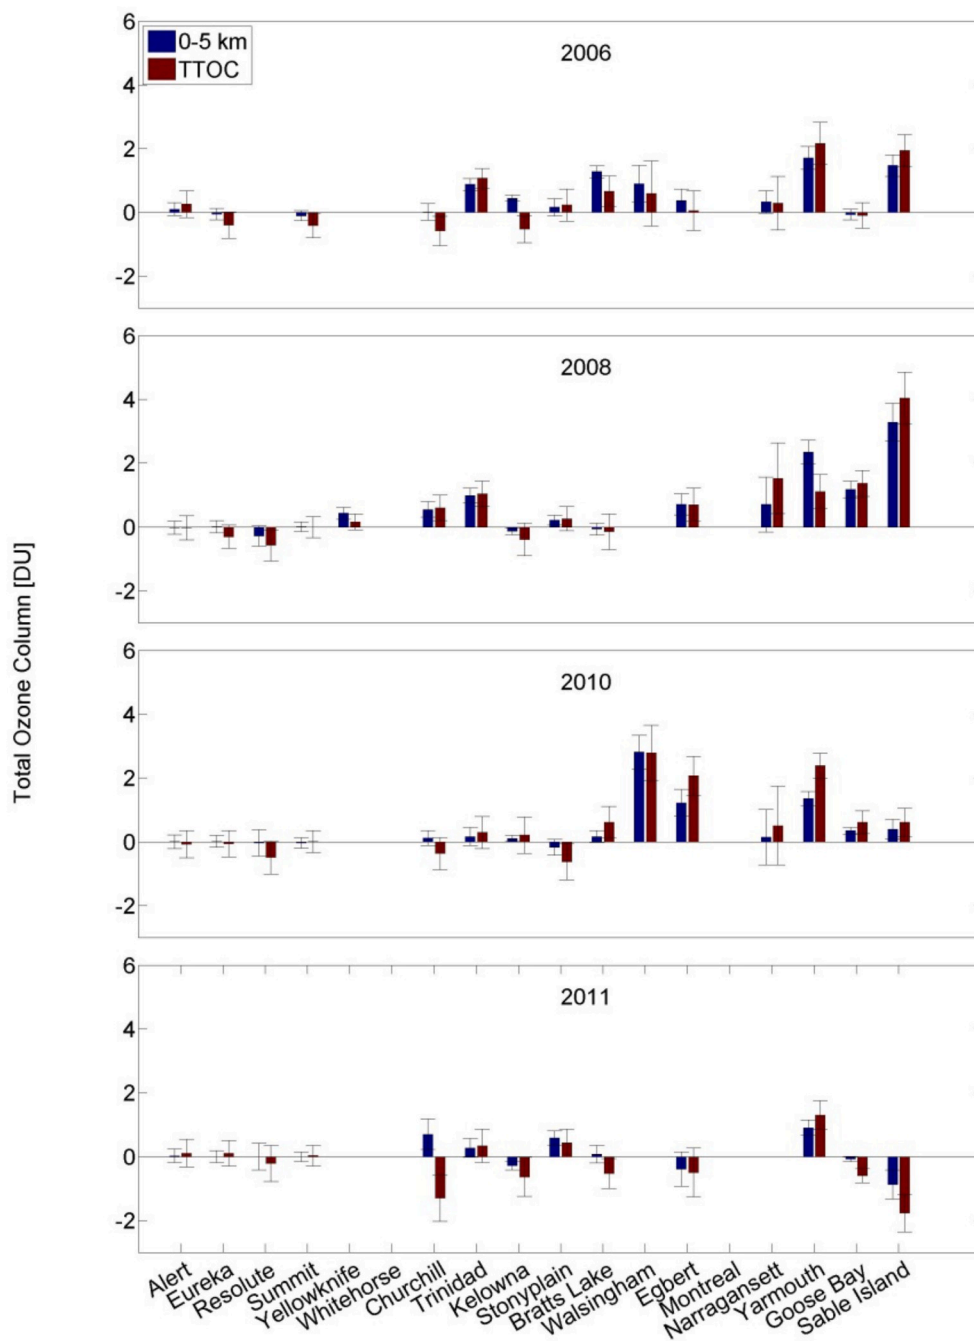 0-5 km
TTOC
2006
6
4
2
0
-2
2008
6
4
2
0
-2
Total Ozone Column [DU]
2010
6
4
2
0
-2
2011
6
4
2
0
-2
Alert
Eureka
Resolute
Summit
Yellowknife
Whitehorse
Churchill
Trinidad
Kelowna
Stonyplain
Bratts Lake
Walsingham
Egbert
Montreal
Narragansett
Yarmouth
Goose Bay
Sable Island